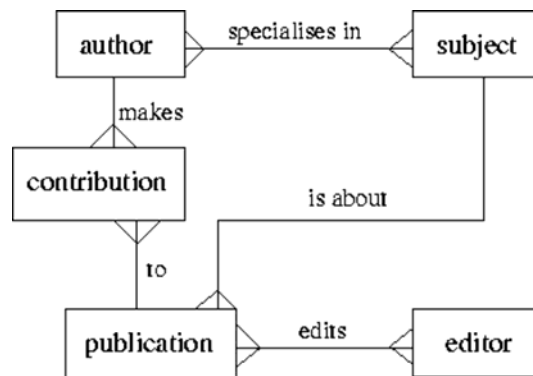 author
specialises in
subject
makes
contribution
is about
to
publication
edits
editor